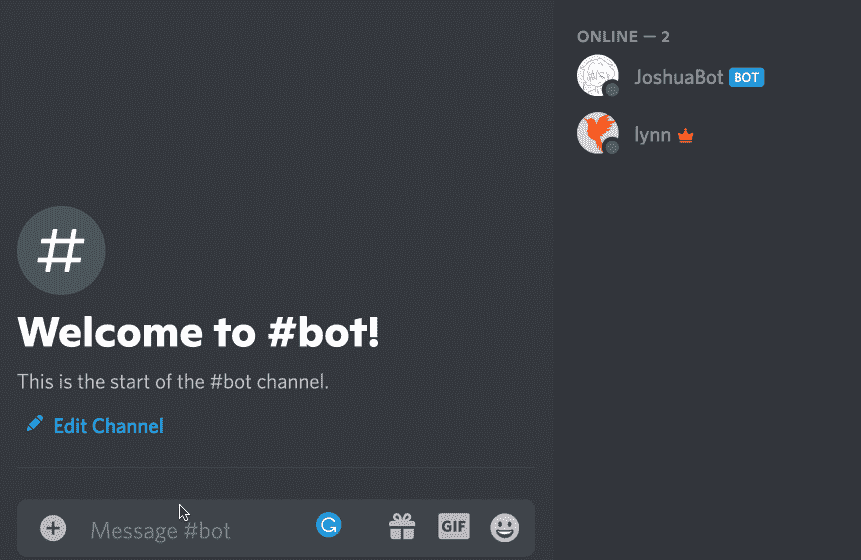 ONLINE — 2
JoshuaBot BOT
lynn
#
Welcome to #bot!
This is the start of the #bot channel.
Edit Channel
Message #bot
GIF